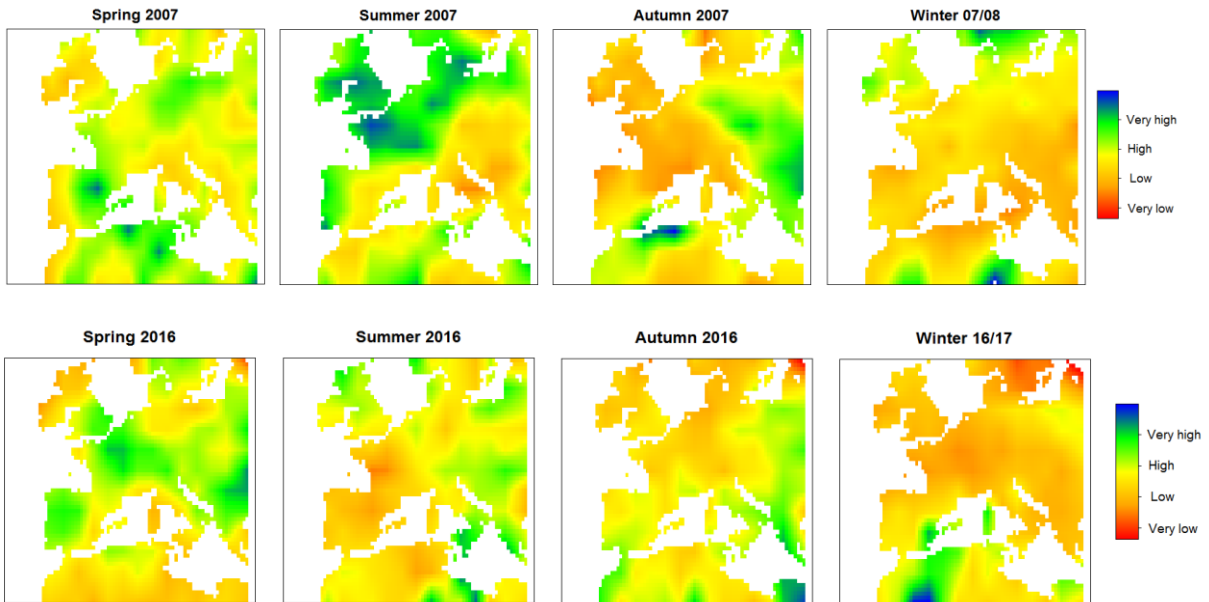 Spring 2007
Summer 2007
Autumn 2007
Winter 07/08
Very high
High
Low
Very low
Spring 2016
Summer 2016
Autumn 2016
Winter 16/17
Very high
High
Low
Very low